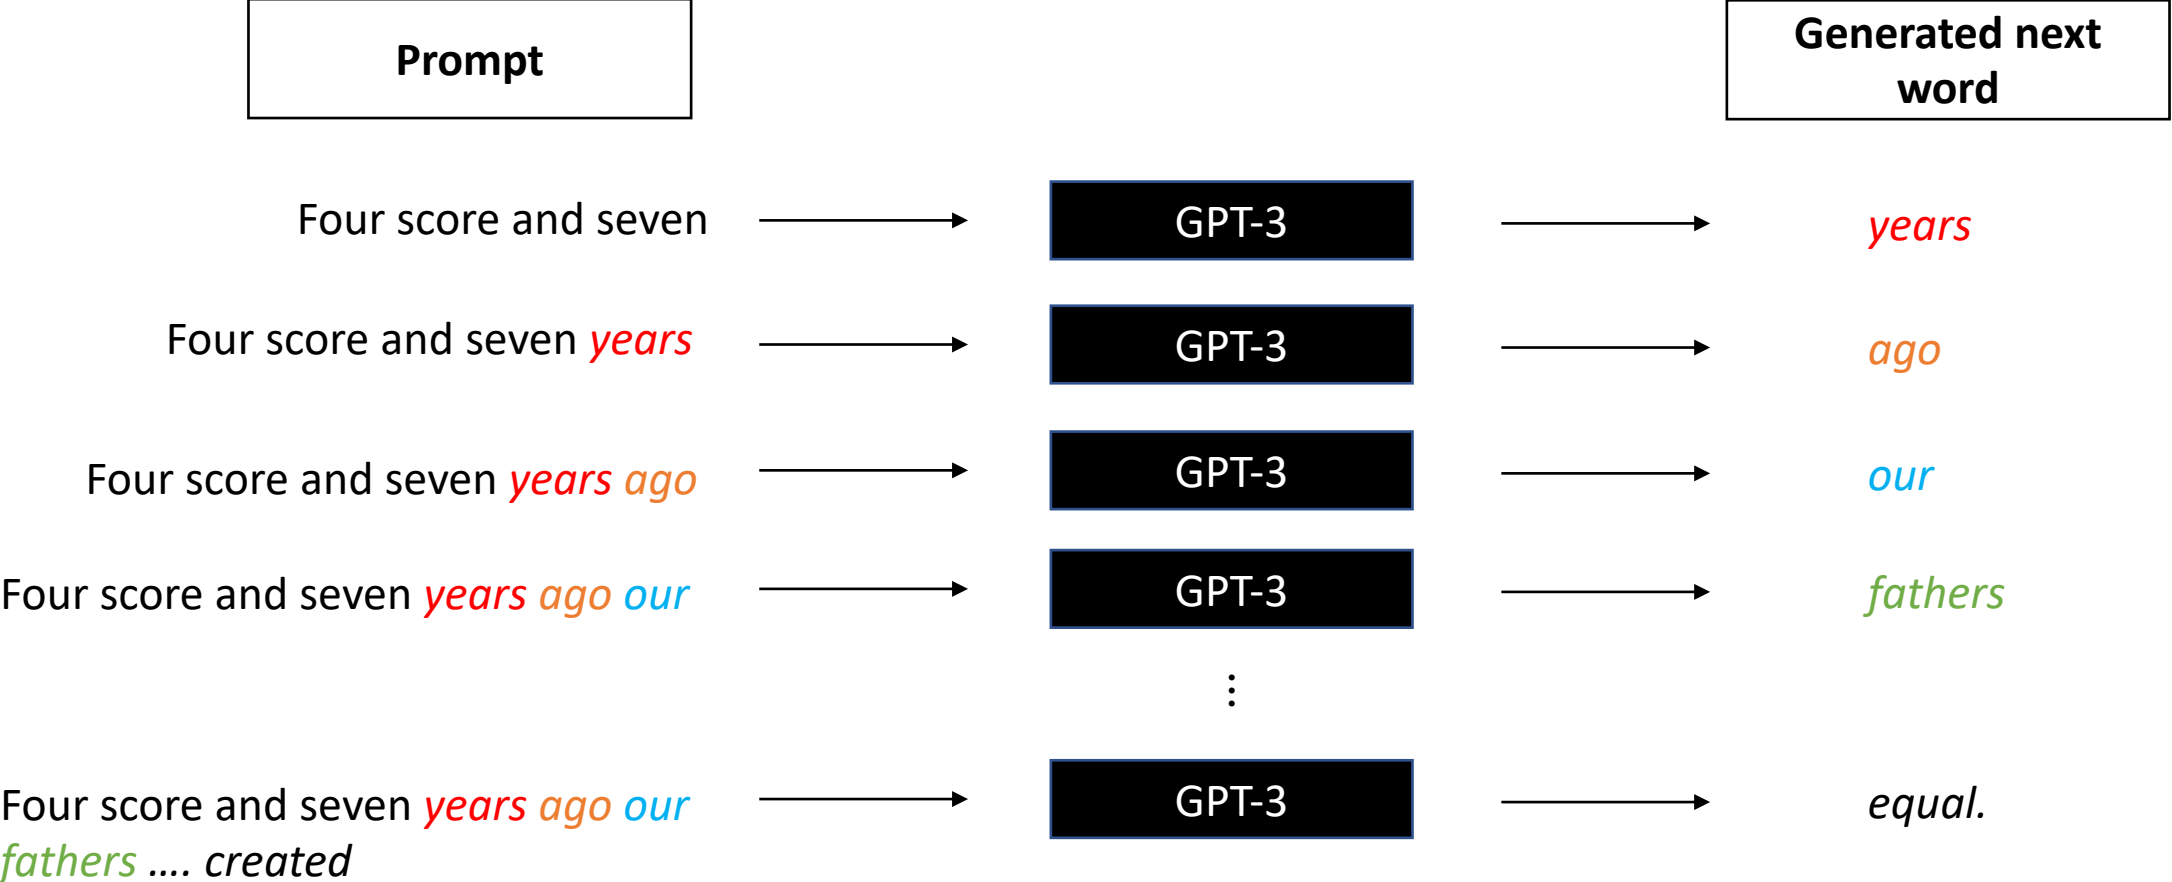 Prompt
Generated next
word
Four score and seven
GPT-3
years
Four score and seven years
GPT-3
ago
Four score and seven years ago
GPT-3
our
Four score and seven years ago our
GPT-3
fathers
⋮
Four score and seven years ago our
fathers .... created
GPT-3
equal.